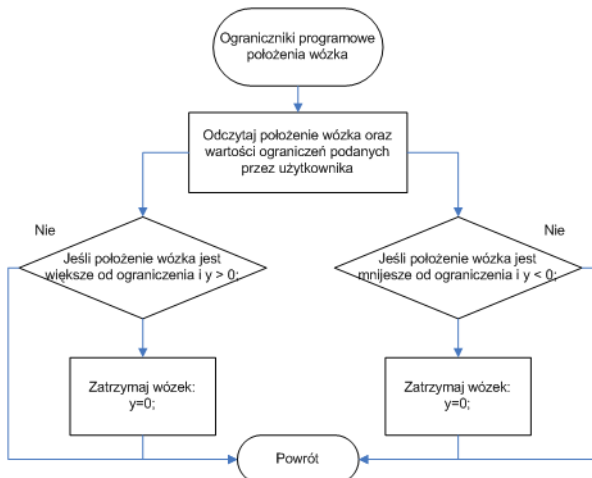 Ograniczniki programowe
położenia wózka
Odczytaj położenie wózka oraz
wartości ograniczeń podanych
przez użytkownika
Nie
Nie
Jeśli położenie wózka jest
większe od ograniczenia i y > 0;
Jeśli położenie wózka jest
mnijesze od ograniczenia i y < 0;
Zatrzymaj wózek:
y=0;
Zatrzymaj wózek:
y=0;
Powrót